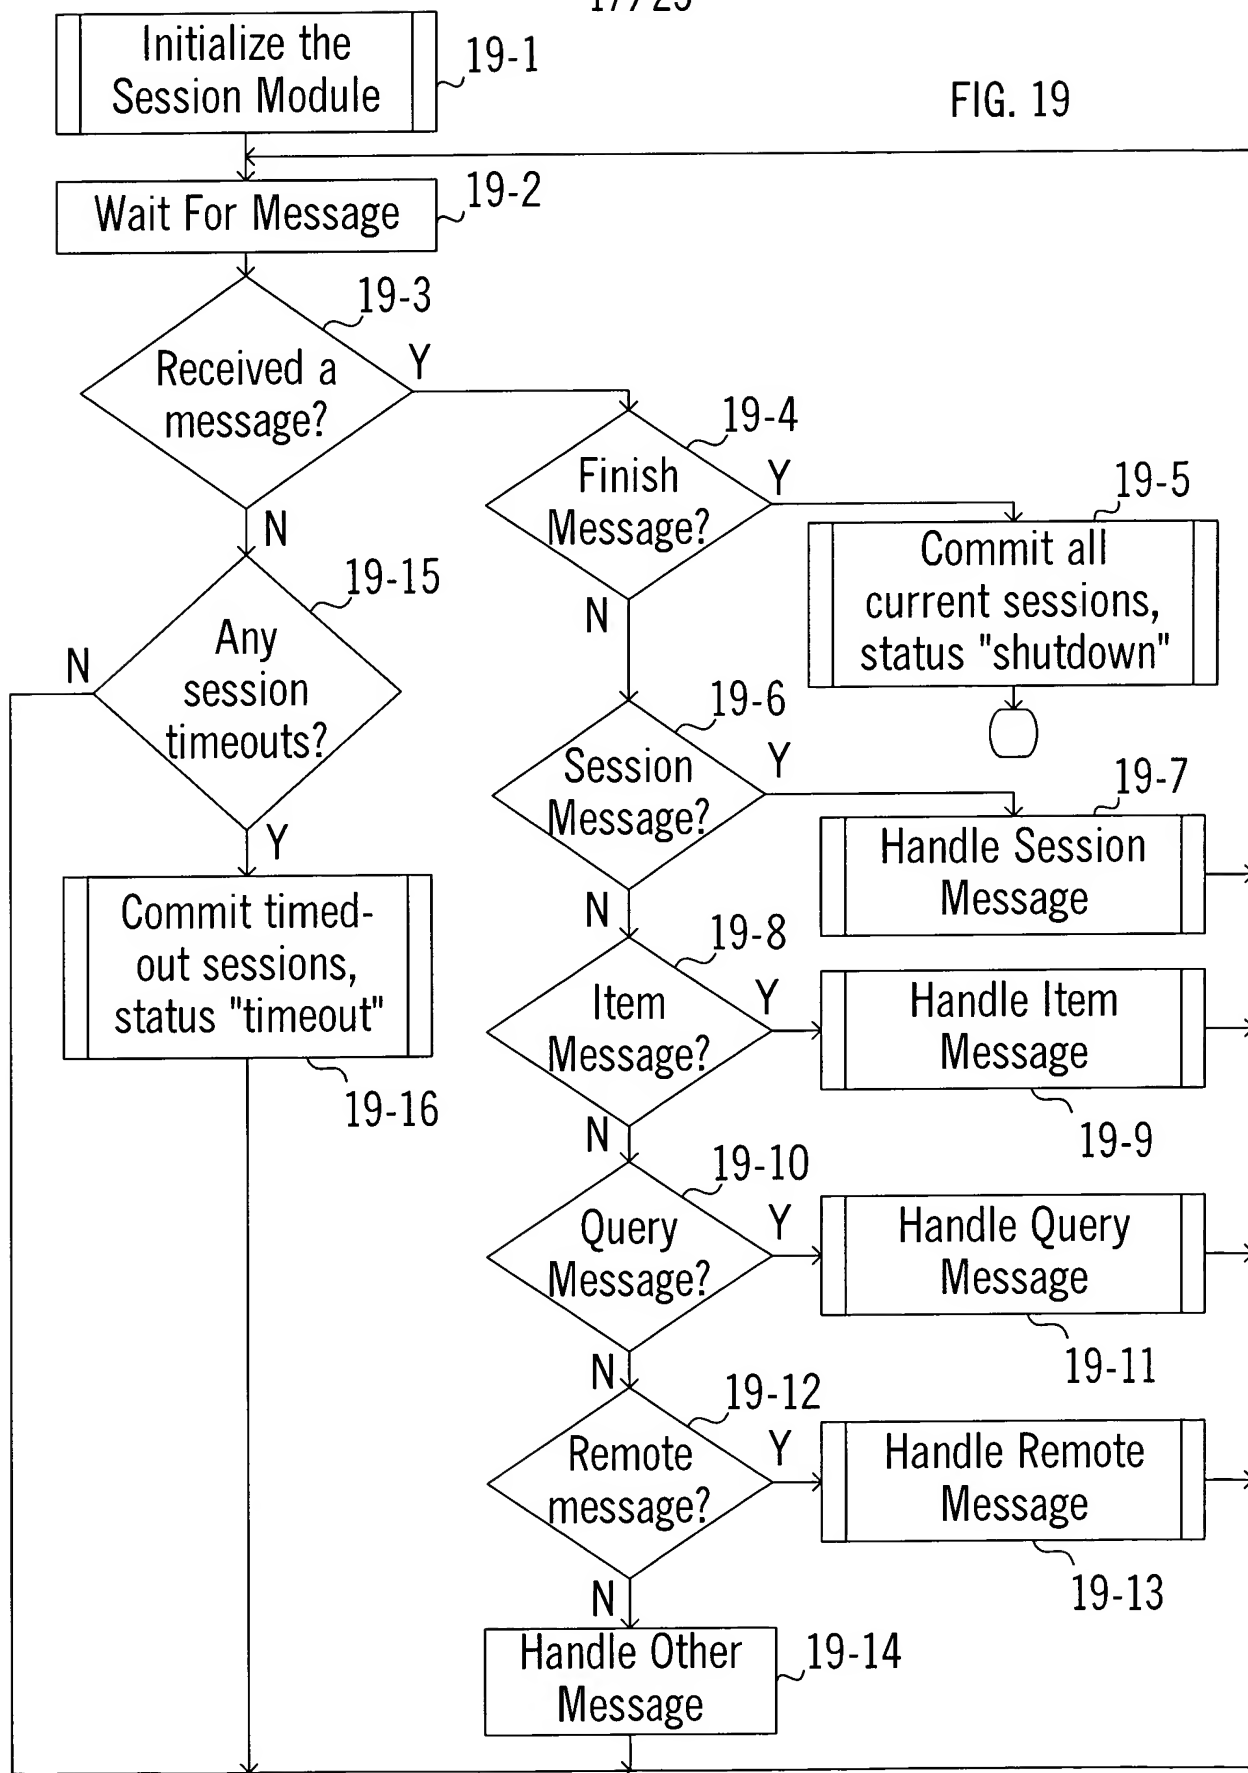 17/25
Initialize the
Session Module
19-1
FIG. 19
Wait For Message
19-2
19-3
Received a
message?
Y
N
19-4
Finish
Message?
Y
N
19-5
Commit all
current sessions,
status "shutdown"
19-15
Any
session
timeouts?
N
Y
19-6
Session
Message?
Y
N
19-7
Handle Session
Message
Commit timed-
out sessions,
status "timeout"
19-16
19-8
Item
Message?
Y
N
Handle Item
Message
19-9
19-10
Query
Message?
Y
N
Handle Query
Message
19-11
19-12
Remote
message?
Y
N
Handle Remote
Message
19-13
Handle Other
Message
19-14